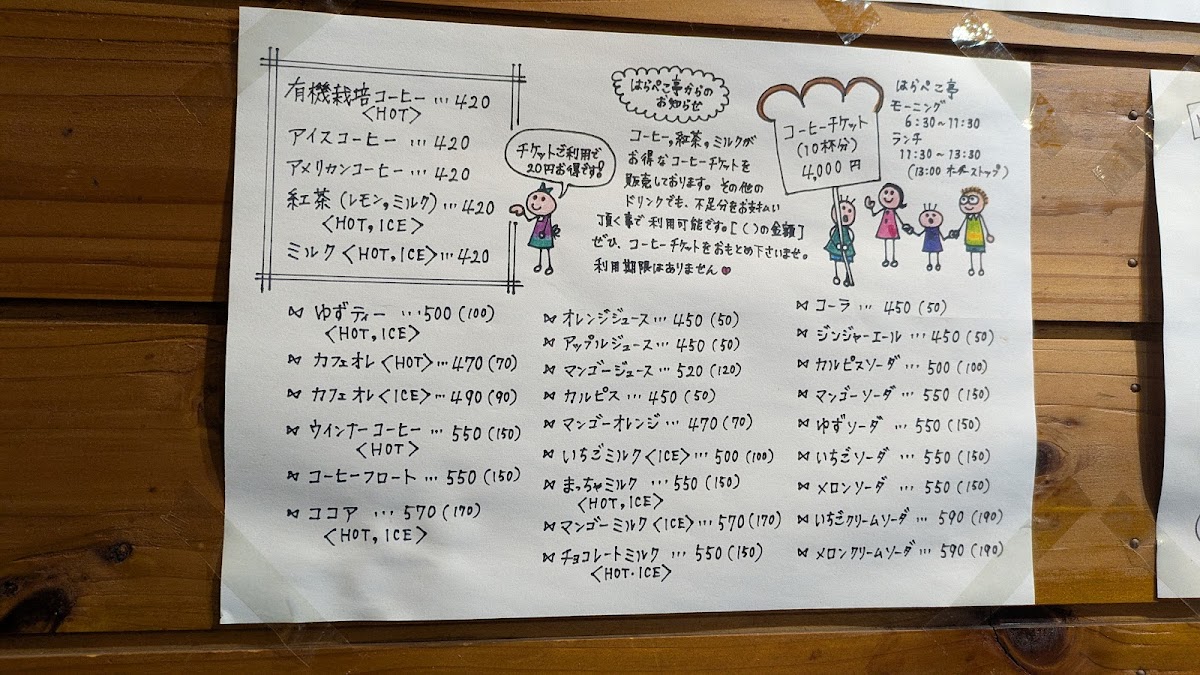 有機栽培コーヒー…420
<HOT>
アイスコーヒー…420
アメリカンコーヒー…420
紅茶(レモン,ミルク)…420
<HOT,ICE>
ミルク<HOT,ICE>…420
チケットご利用で
20円お得です!
はらぺこ亭からの
お知らせ
コーヒー,紅茶,ミルクが
お得なコーヒーチケットを
販売しております。その他の
ドリンクでも、不足分をお支払い
頂く事で利用可能です。[( )の金額]
ぜひ、コーヒーチケットをおもとめ下さいませ。
利用期限はありません♥
コーヒーチケット
(10杯分)
4,000円
はらぺこ亭
モーニング
6:30~11:30
ランチ
11:30~13:30
(13:00 オーダーストップ)
ゆずティー…500(100)
<HOT,ICE>
カフェオレ<HOT>…470(70)
カフェオレ<ICE>…490(90)
ウインナーコーヒー…550(150)
<HOT>
コーヒーフロート…550(150)
ココア…570(170)
<HOT,ICE>
オレンジジュース…450(50)
アップルジュース…450(50)
マンゴージュース…520(120)
カルピス…450(50)
マンゴーオレンジ…470(70)
いちごミルク<ICE>…500(100)
まっちゃミルク…550(150)
<HOT,ICE>
マンゴーミルク<ICE>…570(170)
チョコレートミルク…550(150)
<HOT・ICE>
コーラ…450(50)
ジンジャーエール…450(50)
カルピスソーダ…500(100)
マンゴーソーダ…550(150)
ゆずソーダ…550(150)
いちごソーダ…550(150)
メロンソーダ…550(150)
いちごクリームソーダ…590(190)
メロンクリームソーダ…590(190)